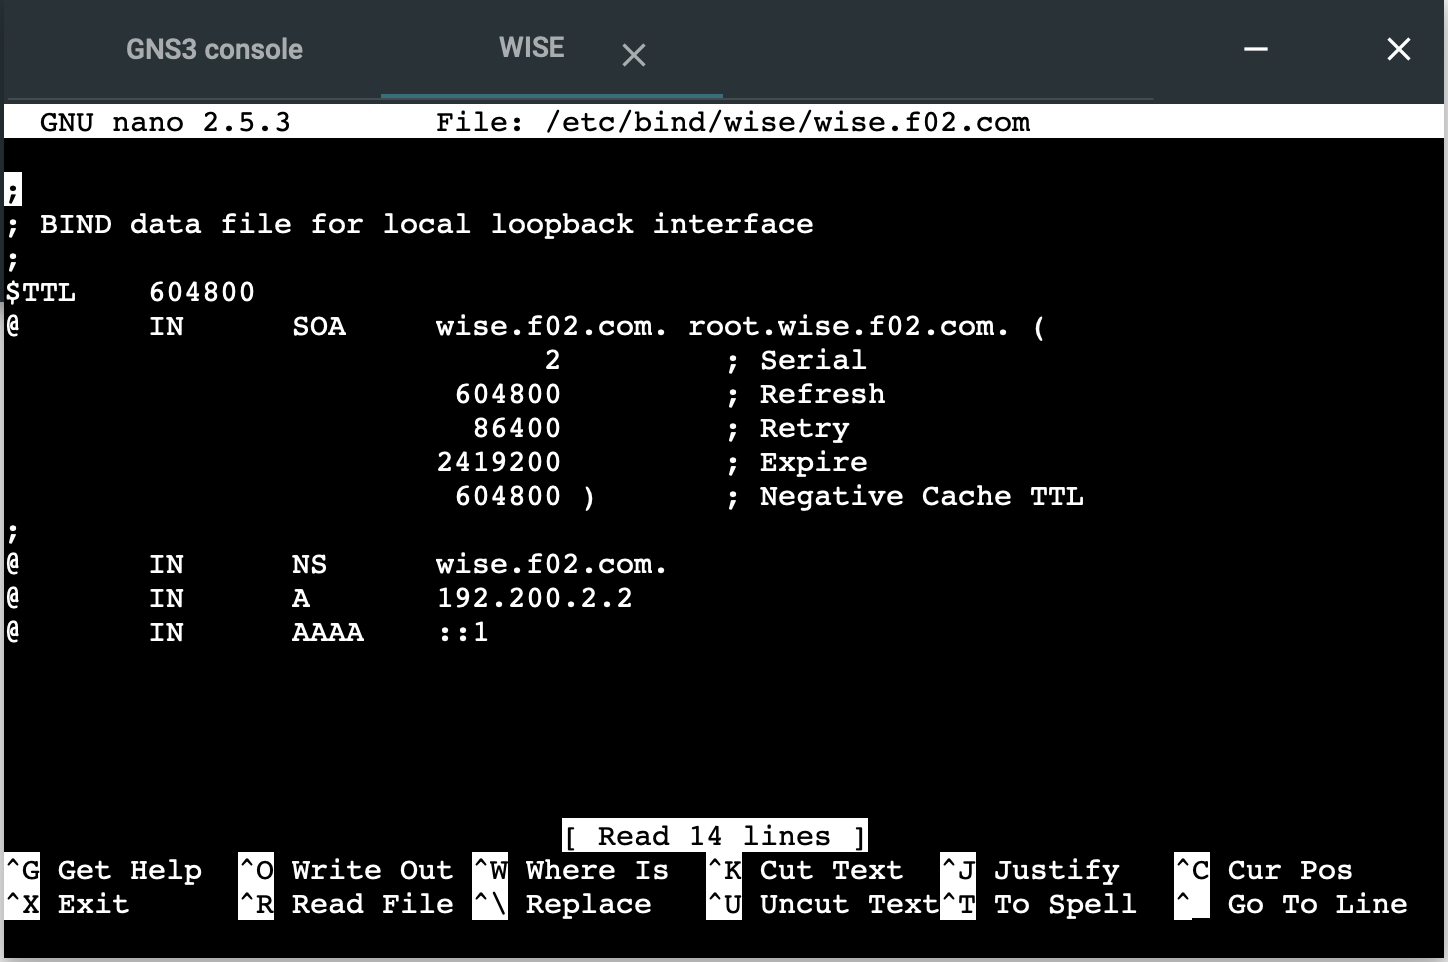 GNS3 console WISE
GNU nano 2.5.3 File: /etc/bind/wise/wise.f02.com
;
; BIND data file for local loopback interface
;
$TTL 604800
@ IN SOA wise.f02.com. root.wise.f02.com. (
2 ; Serial
604800 ; Refresh
86400 ; Retry
2419200 ; Expire
604800 ) ; Negative Cache TTL
;
@ IN NS wise.f02.com.
@ IN A 192.200.2.2
@ IN AAAA ::1
[ Read 14 lines ]
^G Get Help ^O Write Out ^W Where Is ^K Cut Text ^J Justify ^C Cur Pos
^X Exit ^R Read File ^\ Replace ^U Uncut Text ^T To Spell ^_ Go To Line